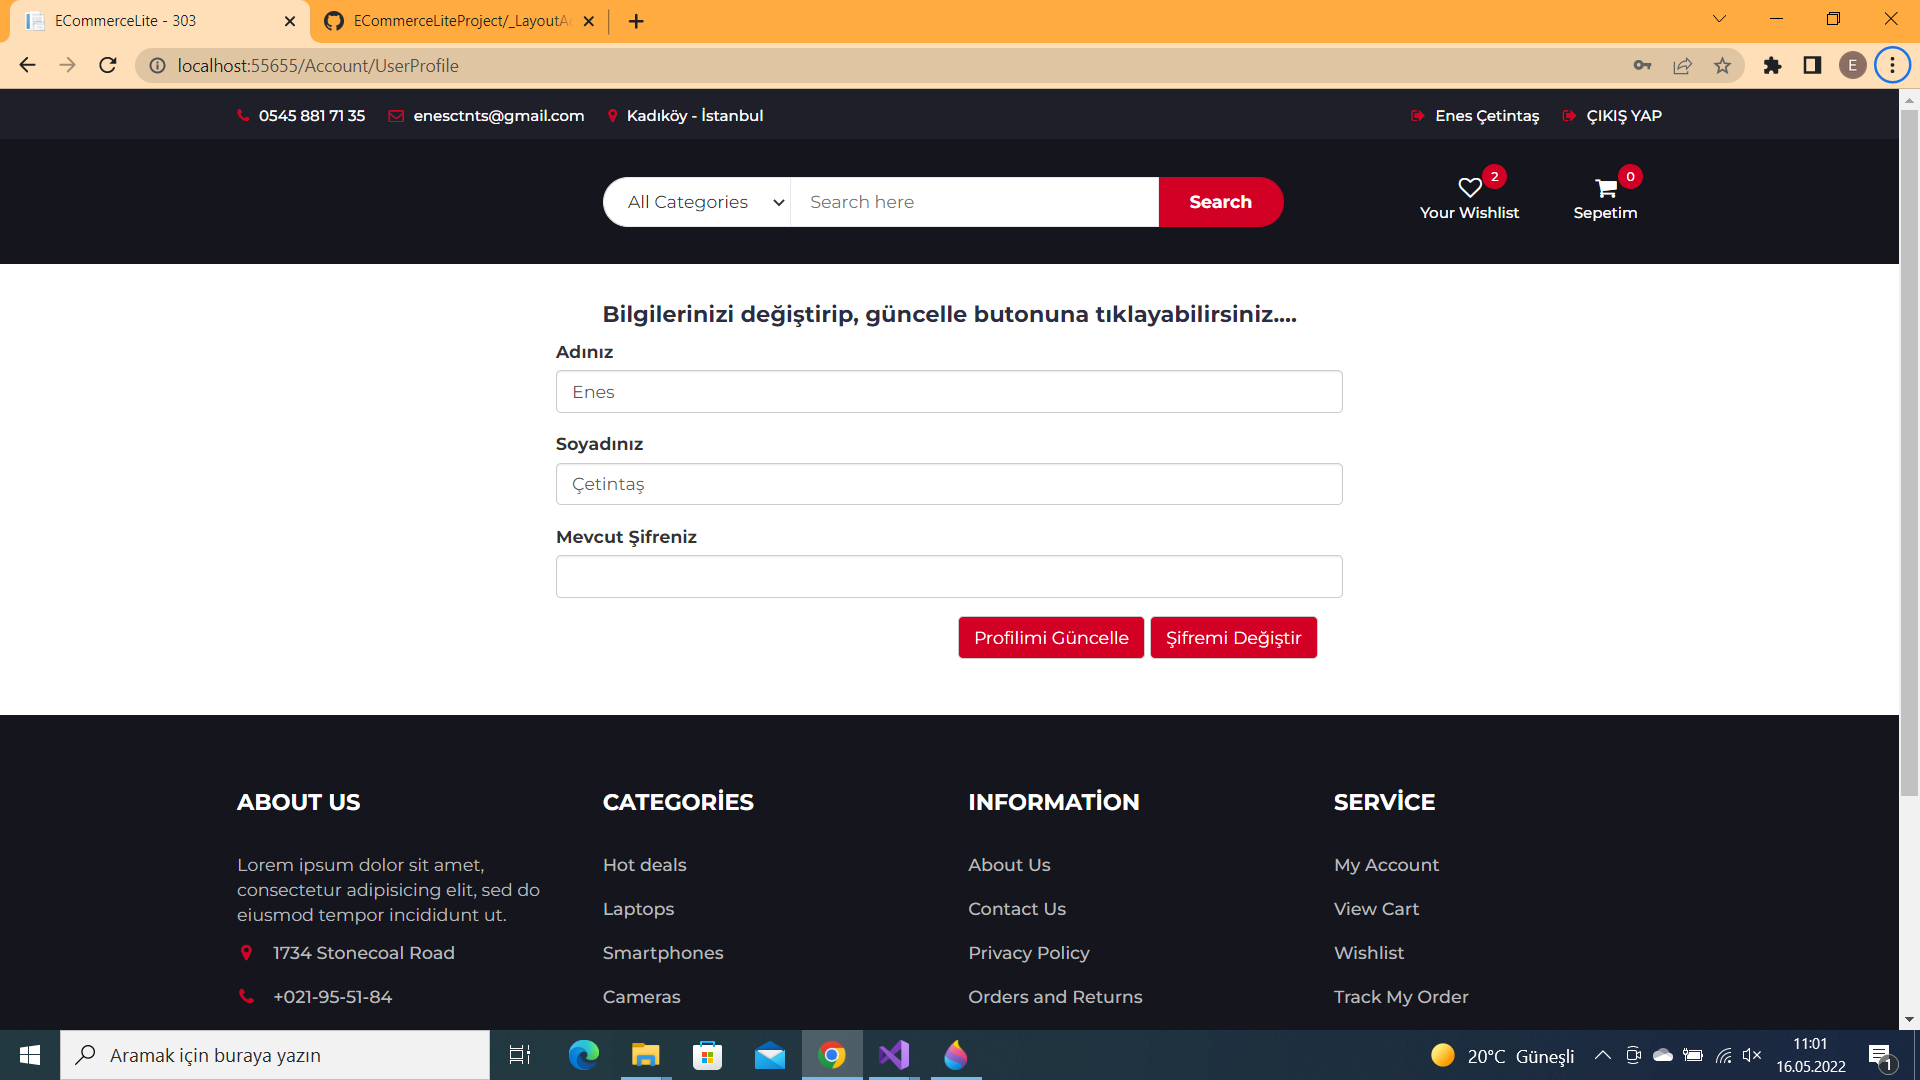 ECommerceLite - 303
ECommerceLiteProject/_LayoutA
localhost:55655/Account/UserProfile
E
0545 881 71 35
enesctnts@gmail.com
Kadıköy - İstanbul
Enes Çetintaş
ÇIKIŞ YAP
All Categories
Search here
Search
2
Your Wishlist
0
Sepetim
Bilgilerinizi değiştirip, güncelle butonuna tıklayabilirsiniz....
Adınız
Enes
Soyadınız
Çetintaş
Mevcut Şifreniz
Profilimi Güncelle
Şifremi Değiştir
ABOUT US
Lorem ipsum dolor sit amet,
consectetur adipisicing elit, sed do
eiusmod tempor incididunt ut.
1734 Stonecoal Road
+021-95-51-84
CATEGORİES
Hot deals
Laptops
Smartphones
Cameras
INFORMATİON
About Us
Contact Us
Privacy Policy
Orders and Returns
SERVİCE
My Account
View Cart
Wishlist
Track My Order
Aramak için buraya yazın
20°C Güneşli
11:01
16.05.2022
1